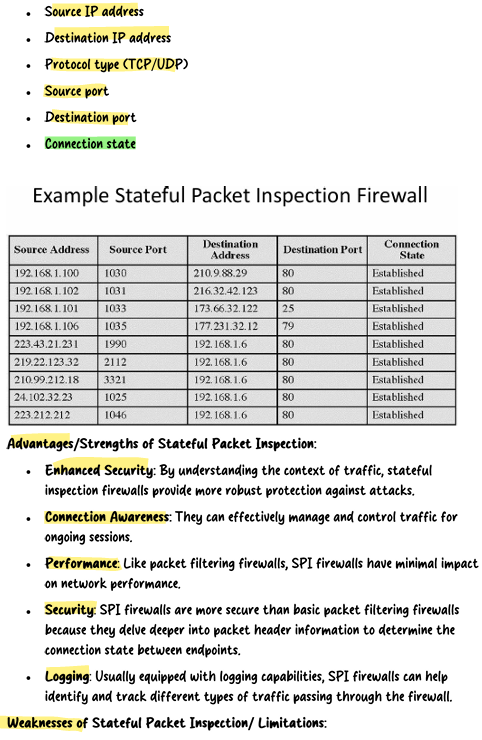 • Source IP address
• Destination IP address
• Protocol type (TCP/UDP)
• Source port
• Destination port
• Connection state
Example Stateful Packet Inspection Firewall
Source Address Source Port Destination Address Destination Port Connection State
192.168.1.100 1030 210.9.88.29 80 Established
192.168.1.102 1031 216.32.42.123 80 Established
192.168.1.101 1033 173.66.32.122 25 Established
192.168.1.106 1035 177.231.32.12 79 Established
223.43.21.231 1990 192.168.1.6 80 Established
219.22.123.32 2112 192.168.1.6 80 Established
210.99.212.18 3321 192.168.1.6 80 Established
24.102.32.23 1025 192.168.1.6 80 Established
223.212.212 1046 192.168.1.6 80 Established
Advantages/Strengths of Stateful Packet Inspection:
• Enhanced Security: By understanding the context of traffic, stateful
inspection firewalls provide more robust protection against attacks.
• Connection Awareness: They can effectively manage and control traffic for
ongoing sessions.
• Performance: Like packet filtering firewalls, SPI firewalls have minimal impact
on network performance.
• Security: SPI firewalls are more secure than basic packet filtering firewalls
because they delve deeper into packet header information to determine the
connection state between endpoints.
• Logging: Usually equipped with logging capabilities, SPI firewalls can help
identify and track different types of traffic passing through the firewall.
Weaknesses of Stateful Packet Inspection/ Limitations: